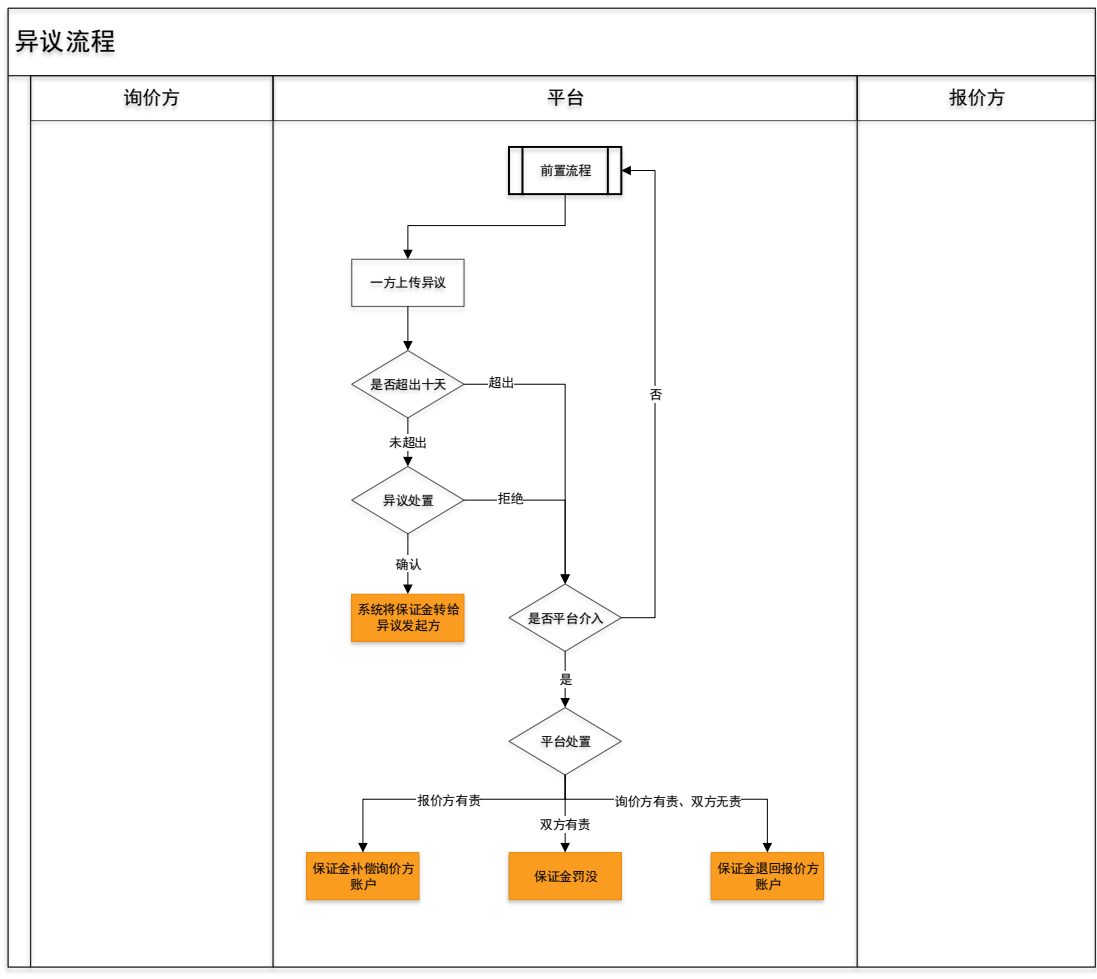 异议流程
询价方
平台
报价方
前置流程
一方上传异议
是否超出十天
超出
否
未超出
异议处置
拒绝
确认
系统将保证金转给
异议发起方
是否平台介入
是
平台处置
报价方有责
询价方有责、双方无责
双方有责
保证金补偿询价方
账户
保证金罚没
保证金退回报价方
账户